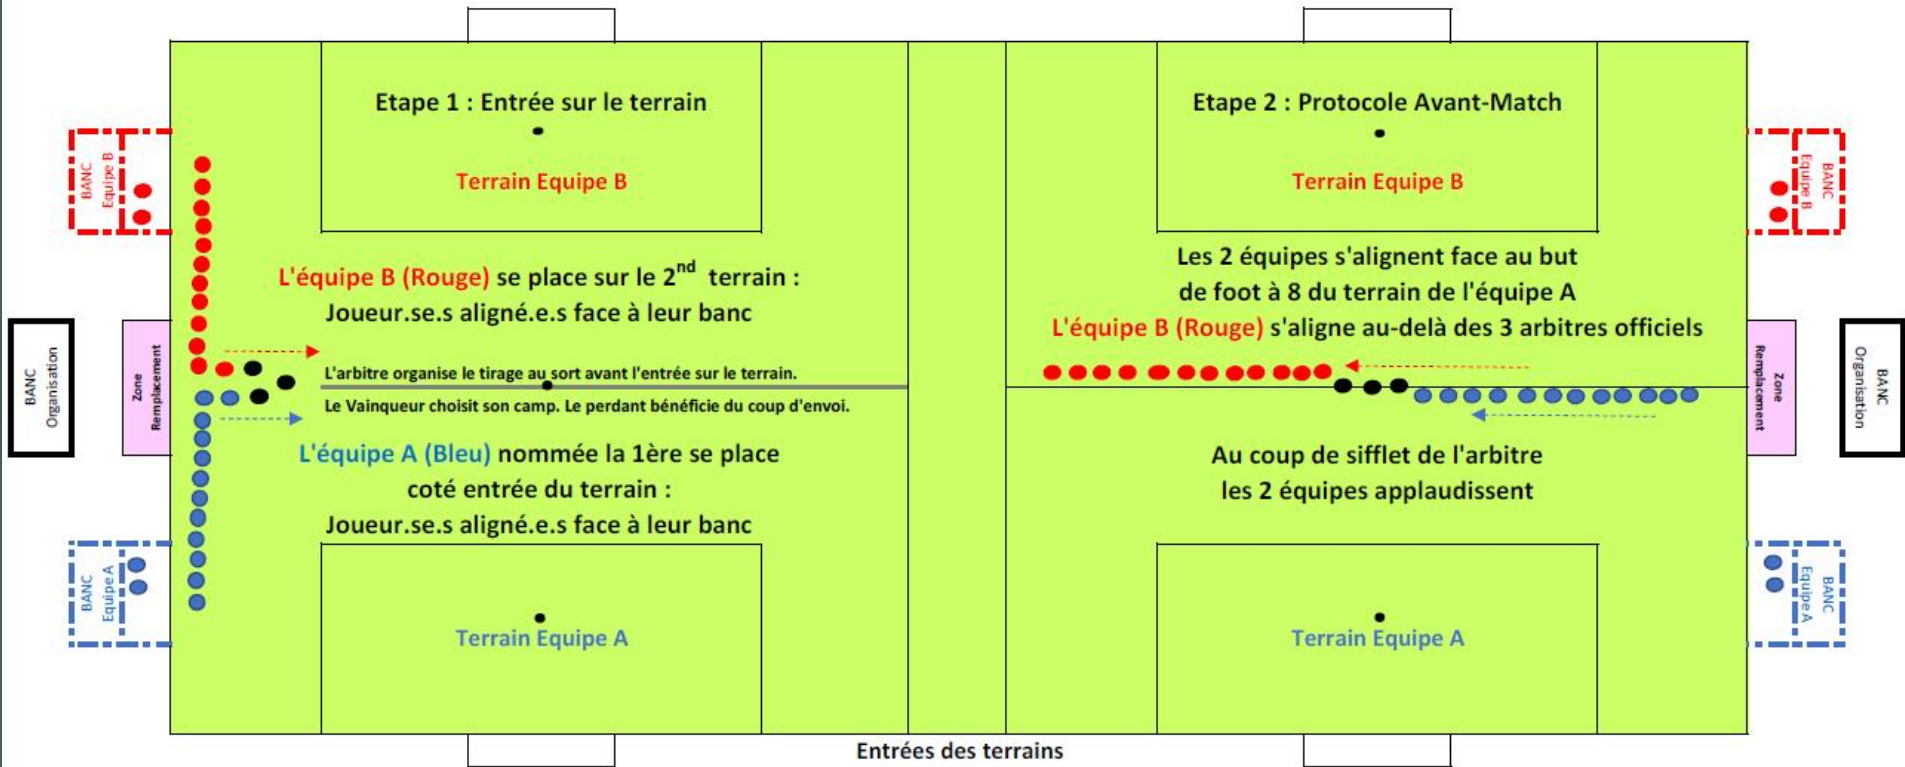 Etape 1 : Entrée sur le terrain
Terrain Equipe B
BANC
Equipe B
L'équipe B (Rouge) se place sur le 2nd terrain :
Joueur.se.s aligné.e.s face à leur banc
BANC
Organisation
Zone
Remplacement
L'arbitre organise le tirage au sort avant l'entrée sur le terrain.
Le Vainqueur choisit son camp. Le perdant bénéficie du coup d'envoi.
L'équipe A (Bleu) nommée la 1ère se place
coté entrée du terrain :
Joueur.se.s aligné.e.s face à leur banc
BANC
Equipe A
Terrain Equipe A
Etape 2 : Protocole Avant-Match
Terrain Equipe B
BANC
Equipe B
Les 2 équipes s'alignent face au but
de foot à 8 du terrain de l'équipe A
L'équipe B (Rouge) s'aligne au-delà des 3 arbitres officiels
Zone
Remplacement
BANC
Organisation
Au coup de sifflet de l'arbitre
les 2 équipes applaudissent
BANC
Equipe A
Terrain Equipe A
Entrées des terrains